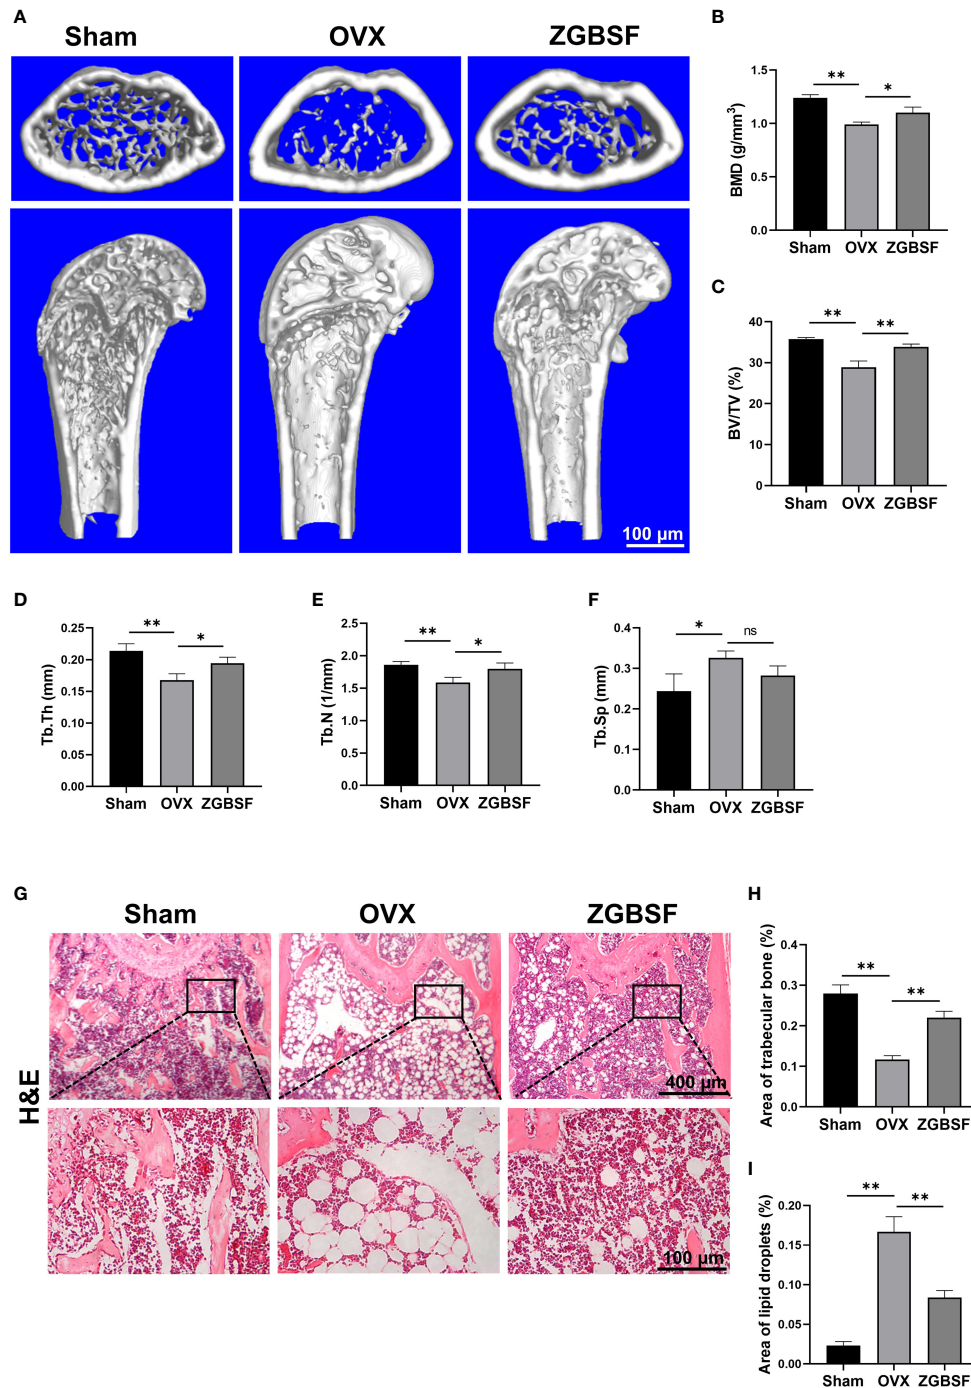 A
Sham OVX ZGBSF
100 µm
B
BMD (g/mm³)
1.5
1.0
0.5
0.0
** *
Sham OVX ZGBSF
C
BV/TV (%)
40
30
20
10
0
** **
Sham OVX ZGBSF
D
Tb.Th (mm)
0.25
0.20
0.15
0.10
0.05
0.00
** *
Sham OVX ZGBSF
E
Tb.N (1/mm)
2.5
2.0
1.5
1.0
0.5
0.0
** *
Sham OVX ZGBSF
F
Tb.Sp (mm)
0.4
0.3
0.2
0.1
0.0
* ns
Sham OVX ZGBSF
G
Sham OVX ZGBSF
H&E
400 µm
100 µm
H
Area of trabecular bone (%)
0.4
0.3
0.2
0.1
0.0
** **
Sham OVX ZGBSF
I
Area of lipid droplets (%)
0.20
0.15
0.10
0.05
0.00
** **
Sham OVX ZGBSF